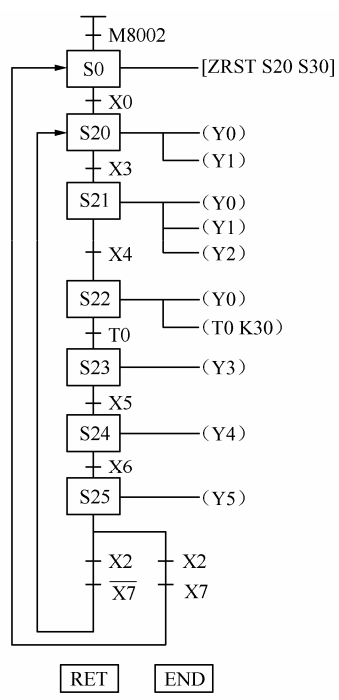 M8002
S0 [ZRST S20 S30]
X0
S20 (Y0)
(Y1)
X3
S21 (Y0)
(Y1)
(Y2)
X4
S22 (Y0)
(T0 K30)
T0
S23 (Y3)
X5
S24 (Y4)
X6
S25 (Y5)
X2 X2
X̅7̅ X7
RET END